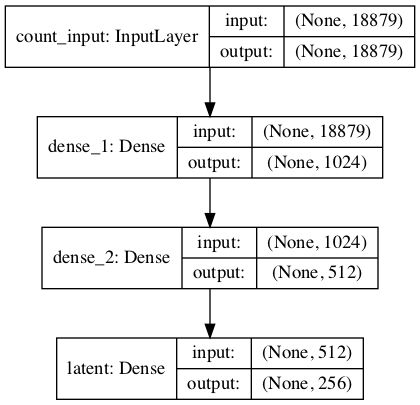 count_input: InputLayer
input: (None, 18879)
output: (None, 18879)
dense_1: Dense
input: (None, 18879)
output: (None, 1024)
dense_2: Dense
input: (None, 1024)
output: (None, 512)
latent: Dense
input: (None, 512)
output: (None, 256)